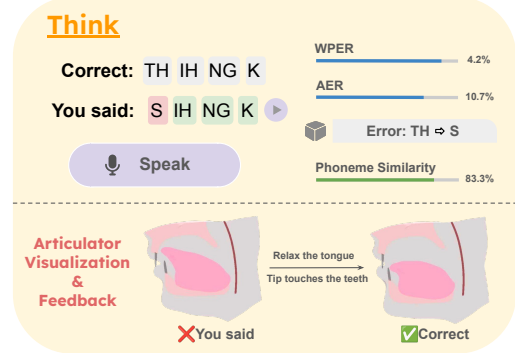 Think
Correct: TH IH NG K
You said: S IH NG K
Speak
WPER
4.2%
AER
10.7%
Error: TH ⇨ S
Phoneme Similarity
83.3%
Articulator
Visualization
&
Feedback
Relax the tongue
Tip touches the teeth
❌You said
✅Correct